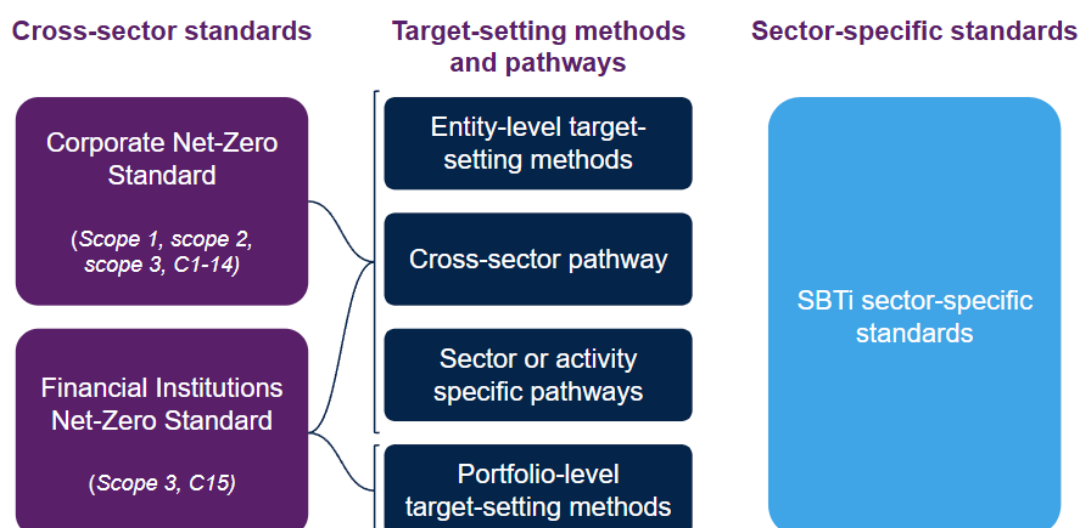 Cross-sector standards
Target-setting methods
and pathways
Sector-specific standards
Corporate Net-Zero
Standard
(Scope 1, scope 2,
scope 3, C1-14)
Financial Institutions
Net-Zero Standard
(Scope 3, C15)
Entity-level target-
setting methods
Cross-sector pathway
Sector or activity
specific pathways
Portfolio-level
target-setting methods
SBTi sector-specific
standards